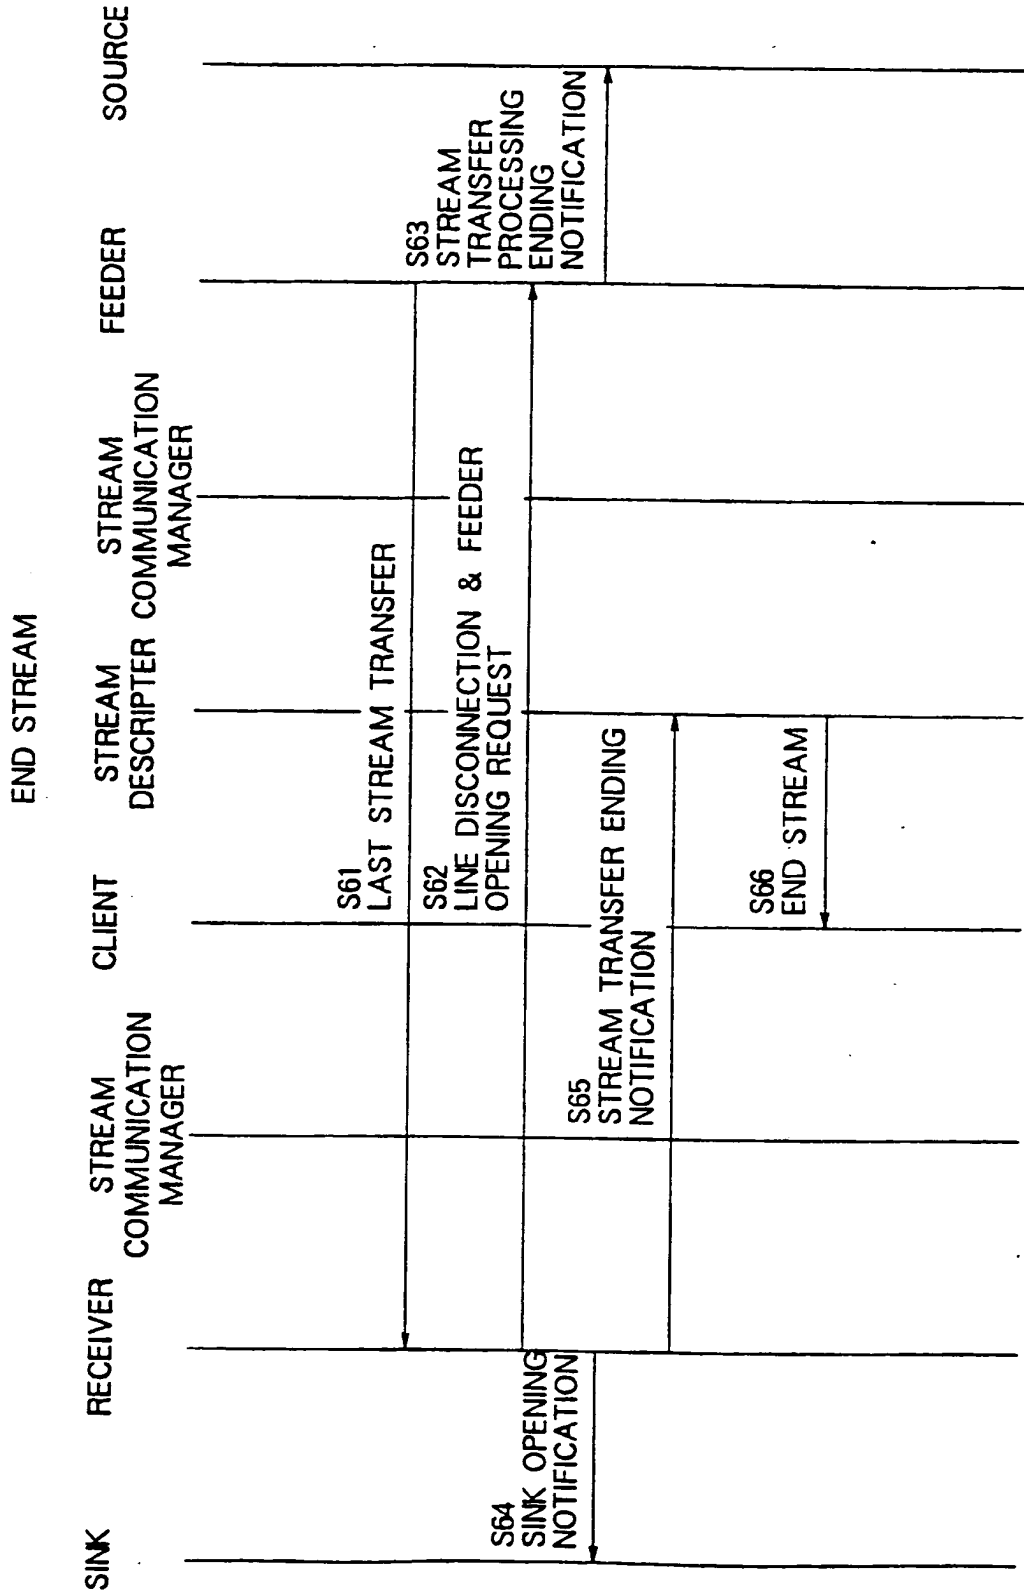 END STREAM
SINK
RECEIVER
STREAM
COMMUNICATION
MANAGER
CLIENT
STREAM
DESCRIPTER
STREAM
COMMUNICATION
MANAGER
FEEDER
SOURCE
S61
LAST STREAM TRANSFER
S62
LINE DISCONNECTION & FEEDER
OPENING REQUEST
S63
STREAM
TRANSFER
PROCESSING
ENDING
NOTIFICATION
S64
SINK OPENING
NOTIFICATION
S65
STREAM TRANSFER ENDING
NOTIFICATION
S66
END STREAM